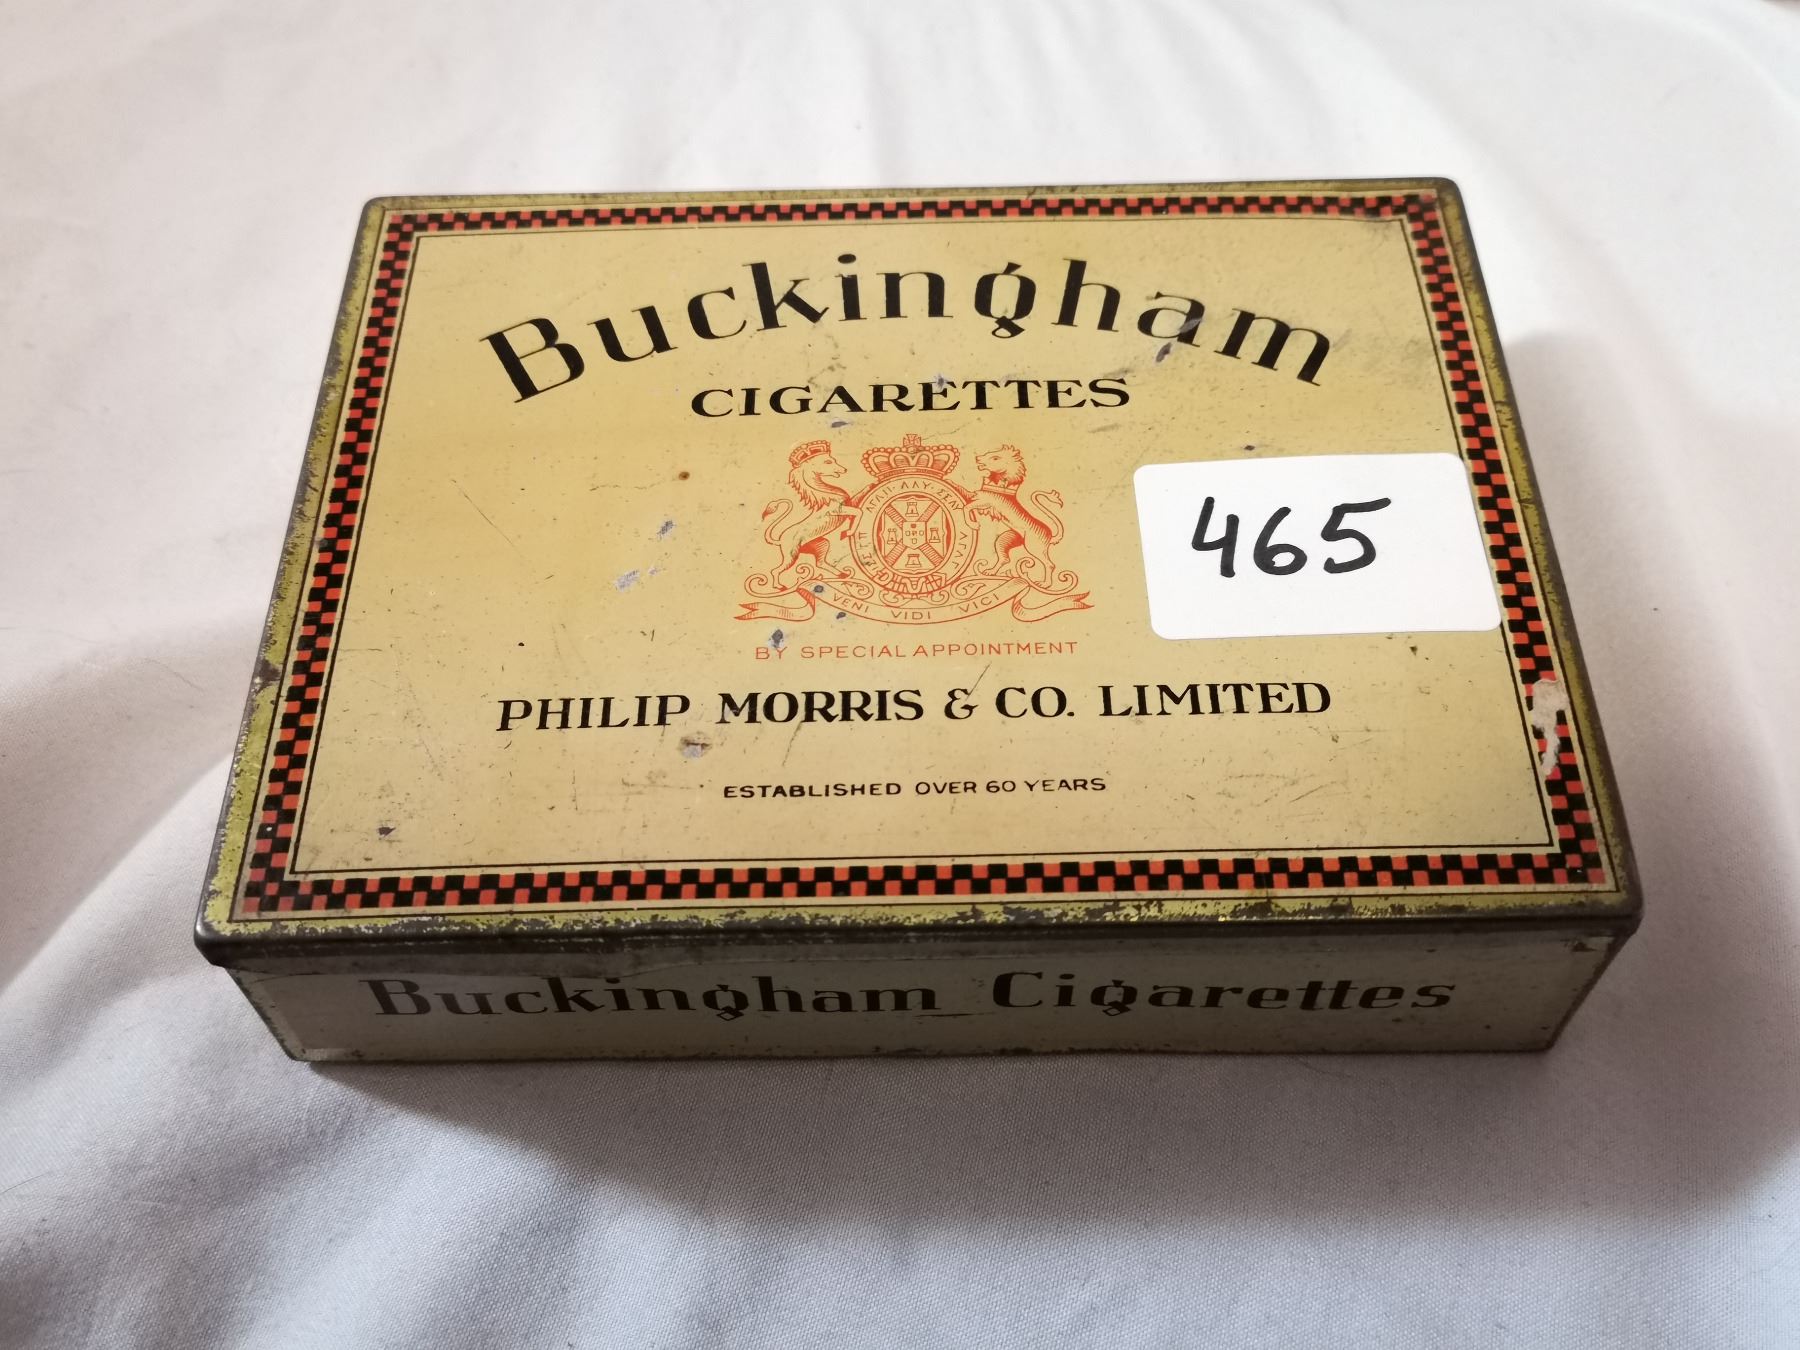 Buckingham
CIGARETTES
465
VENI VIDI VICI
BY SPECIAL APPOINTMENT
PHILIP MORRIS & CO. LIMITED
ESTABLISHED OVER 60 YEARS
Buckingham Cigarettes